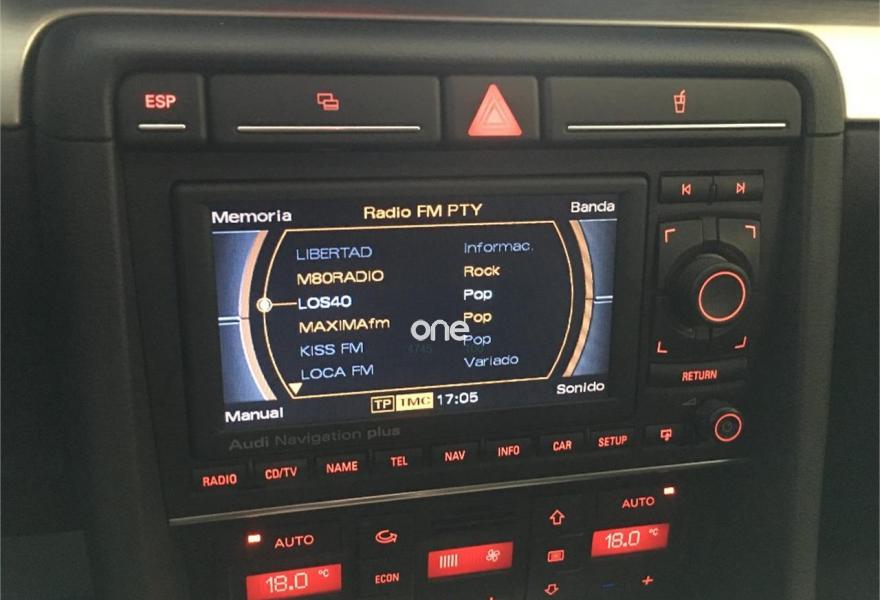 ESP
Memoria Radio FM PTY Banda
LIBERTAD Informac.
M80RADIO Rock
LOS40 Pop
MAXIMAfm Pop
KISS FM Pop
LOCA FM Variado
one
Manual TP TMC 17:05 Sonido
Audi Navigation plus
RETURN
RADIO CD/TV NAME TEL NAV INFO CAR SETUP
AUTO AUTO
18.0 °C 18.0 °C
ECON